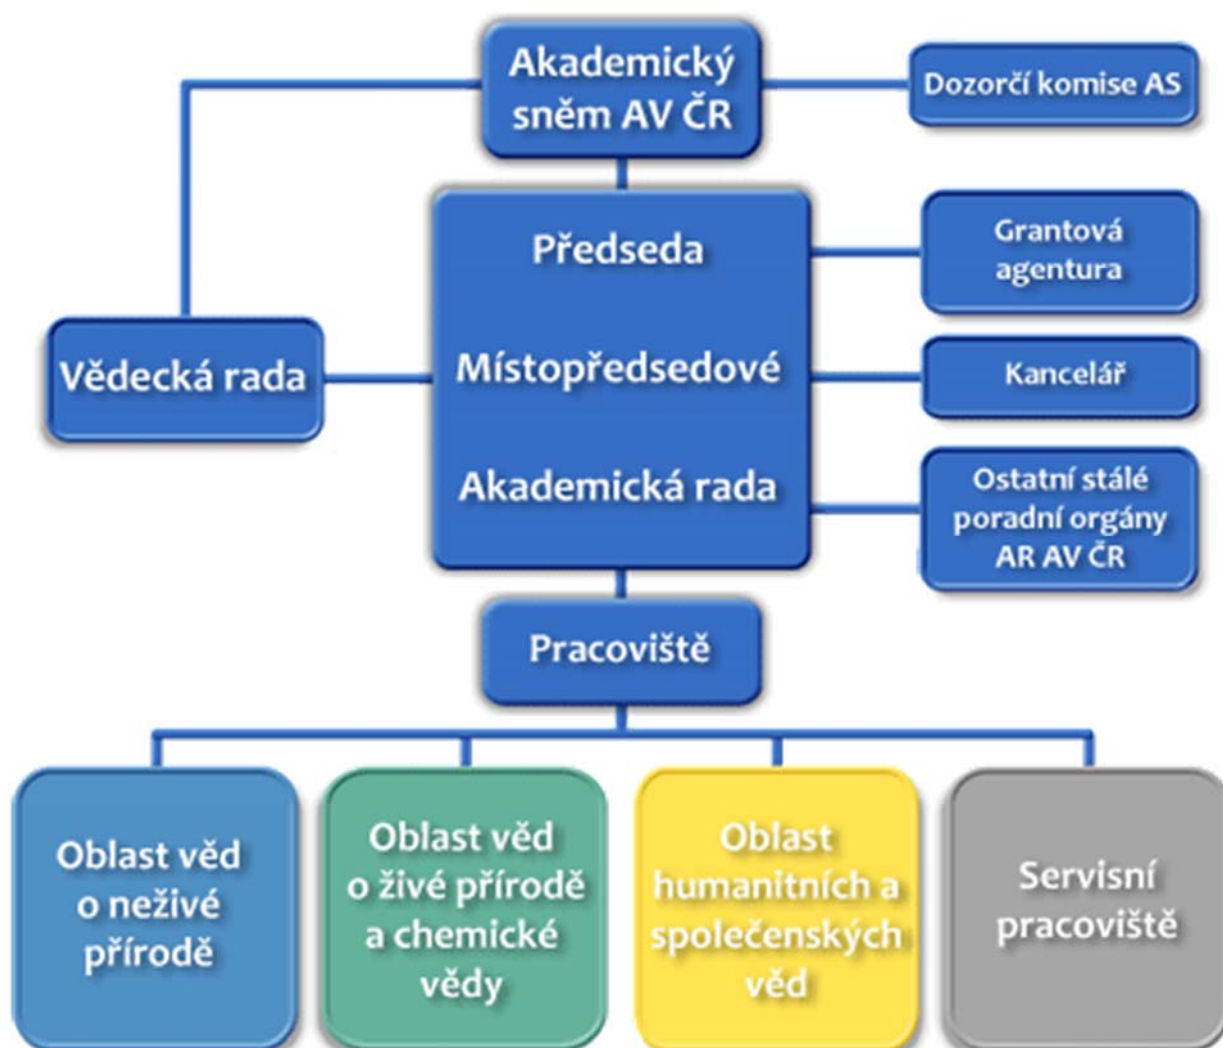 Akademický
sněm AV ČR
Dozorčí komise AS
Předseda
Grantová
agentura
Vědecká rada
Místopředsedové
Kancelář
Akademická rada
Ostatní stálé
poradní orgány
AR AV ČR
Pracoviště
Oblast věd
o neživé
přírodě
Oblast věd
o živé přírodě
a chemické
vědy
Oblast
humanitních a
společenských
věd
Servisní
pracoviště